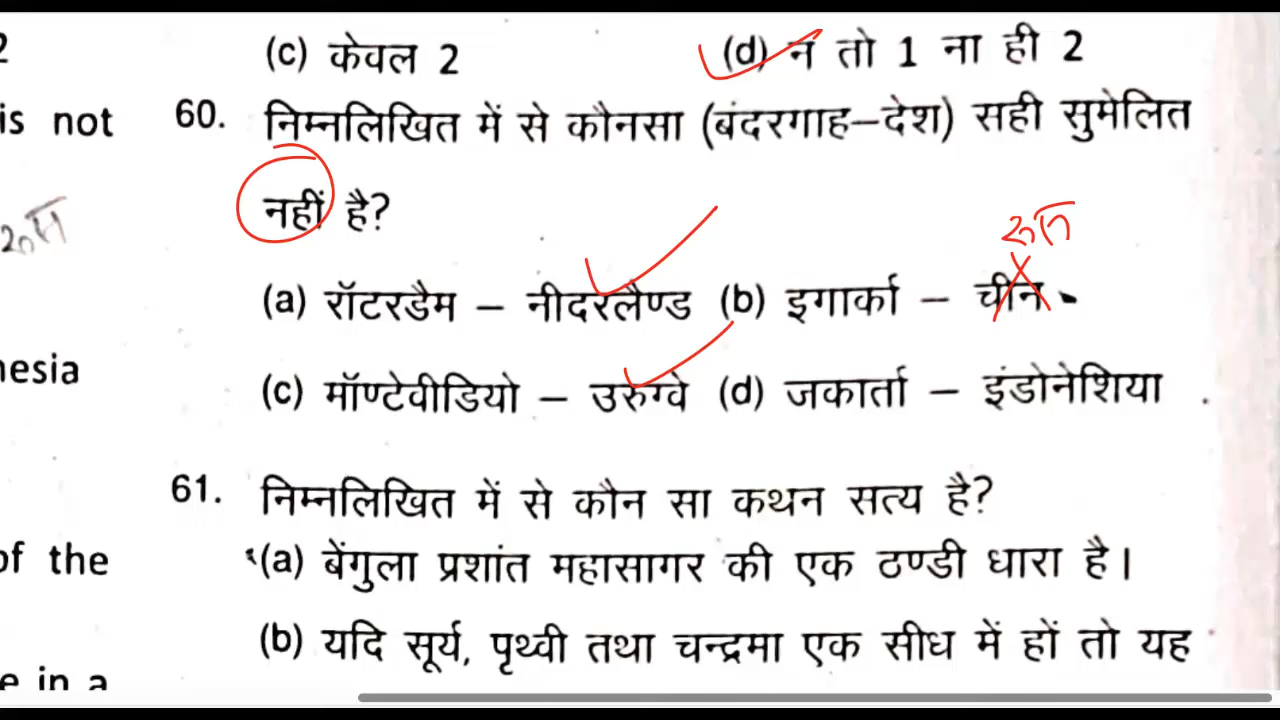 2
(c) केवल 2 (d) न तो 1 ना ही 2
is not
60. निम्नलिखित में से कौनसा (बंदरगाह–देश) सही सुमेलित
नहीं है?
रूस
(a) रॉटरडैम – नीदरलैण्ड (b) इगार्का – चीन
nesia
(c) मॉण्टेवीडियो – उरुग्वे (d) जकार्ता – इंडोनेशिया
61. निम्नलिखित में से कौन सा कथन सत्य है?
of the
(a) बेंगुला प्रशांत महासागर की एक ठण्डी धारा है।
(b) यदि सूर्य, पृथ्वी तथा चन्द्रमा एक सीध में हों तो यह
e in a